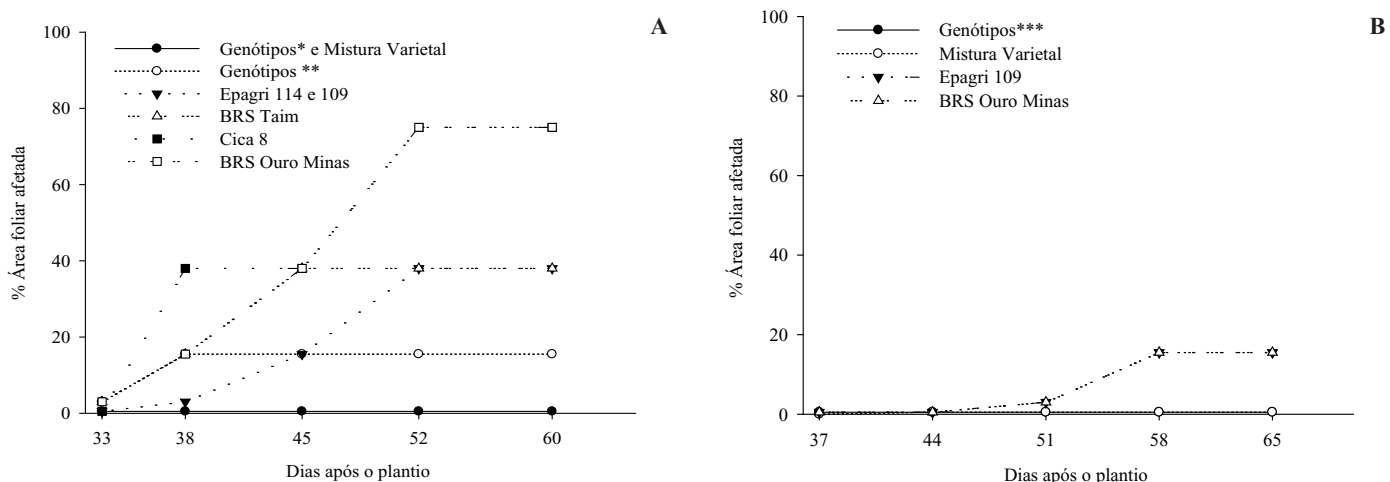 A
% Área foliar afetada
100
80
60
40
20
0
Genótipos* e Mistura Varietal
Genótipos **
Epagri 114 e 109
BRS Taim
Cica 8
BRS Ouro Minas
33 38 45 52 60
Dias após o plantio
B
% Área foliar afetada
100
80
60
40
20
0
Genótipos***
Mistura Varietal
Epagri 109
BRS Ouro Minas
37 44 51 58 65
Dias após o plantio